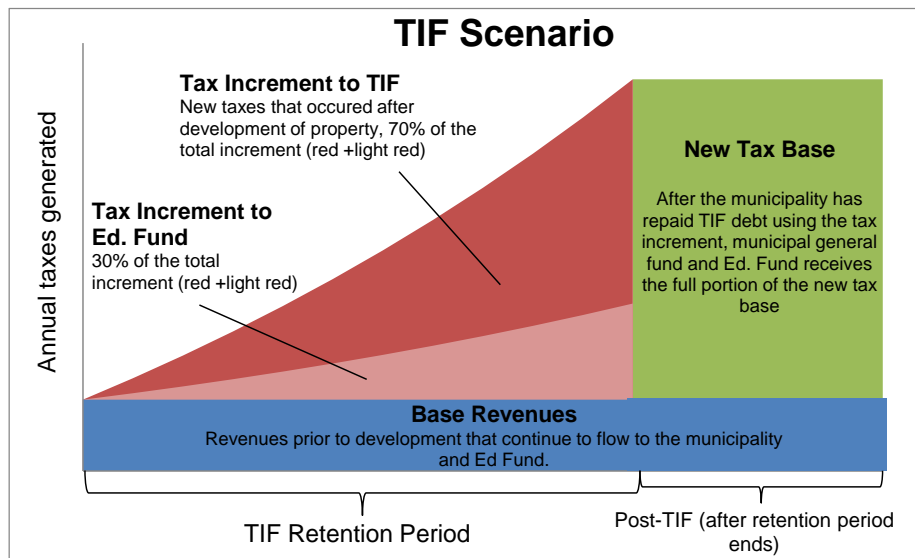 TIF Scenario
Annual taxes generated
Tax Increment to TIF
New taxes that occured after
development of property, 70% of the
total increment (red +light red)
Tax Increment to
Ed. Fund
30% of the total
increment (red +light red)
New Tax Base
After the municipality has
repaid TIF debt using the tax
increment, municipal general
fund and Ed. Fund receives
the full portion of the new tax
base
Base Revenues
Revenues prior to development that continue to flow to the municipality
and Ed Fund.
TIF Retention Period
Post-TIF (after retention period
ends)